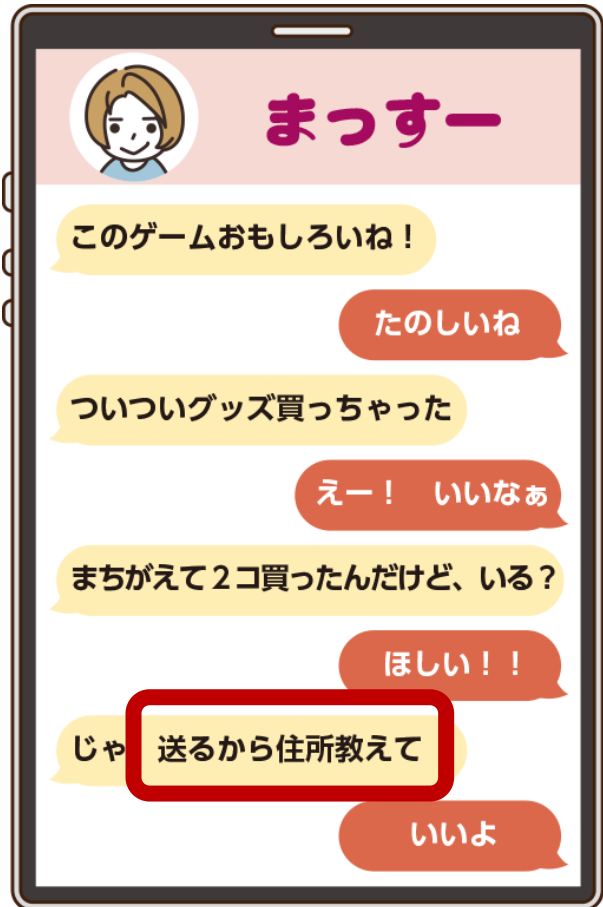 まっすー
このゲームおもしろいね！
たのしいね
ついついグッズ買っちゃった
えー！　いいなぁ
まちがえて２コ買ったんだけど、いる？
ほしい！！
じゃ　送るから住所教えて
いいよ